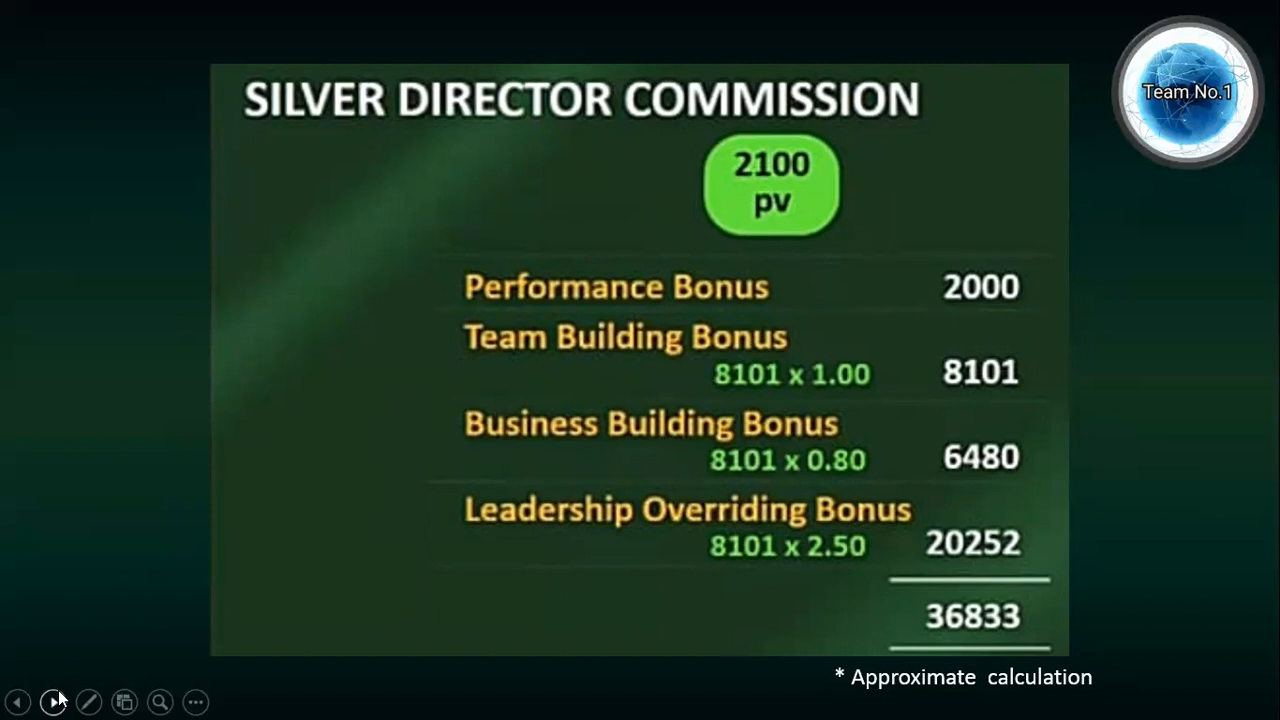 Team No.1
SILVER DIRECTOR COMMISSION
2100
pv
Performance Bonus 2000
Team Building Bonus
8101 x 1.00 8101
Business Building Bonus
8101 x 0.80 6480
Leadership Overriding Bonus
8101 x 2.50 20252
36833
* Approximate calculation